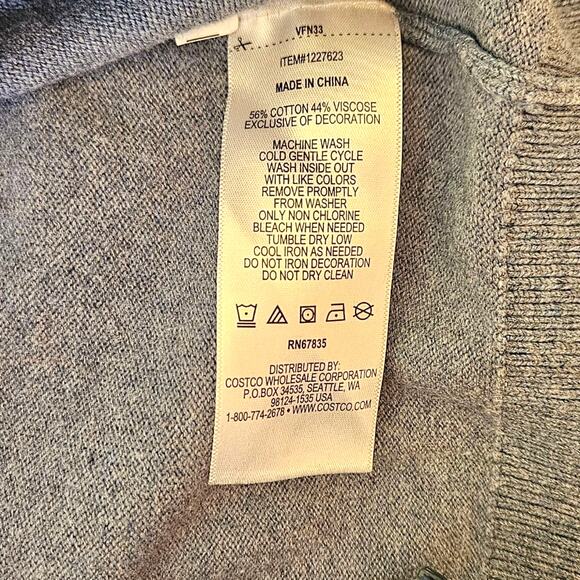 VFN33
ITEM#1227623
MADE IN CHINA
56% COTTON 44% VISCOSE
EXCLUSIVE OF DECORATION
MACHINE WASH
COLD GENTLE CYCLE
WASH INSIDE OUT
WITH LIKE COLORS
REMOVE PROMPTLY
FROM WASHER
ONLY NON CHLORINE
BLEACH WHEN NEEDED
TUMBLE DRY LOW
COOL IRON AS NEEDED
DO NOT IRON DECORATION
DO NOT DRY CLEAN
RN67835
DISTRIBUTED BY:
COSTCO WHOLESALE CORPORATION
P.O.BOX 34535, SEATTLE, WA
98124-1535 USA
1-800-774-2678 • WWW.COSTCO.COM